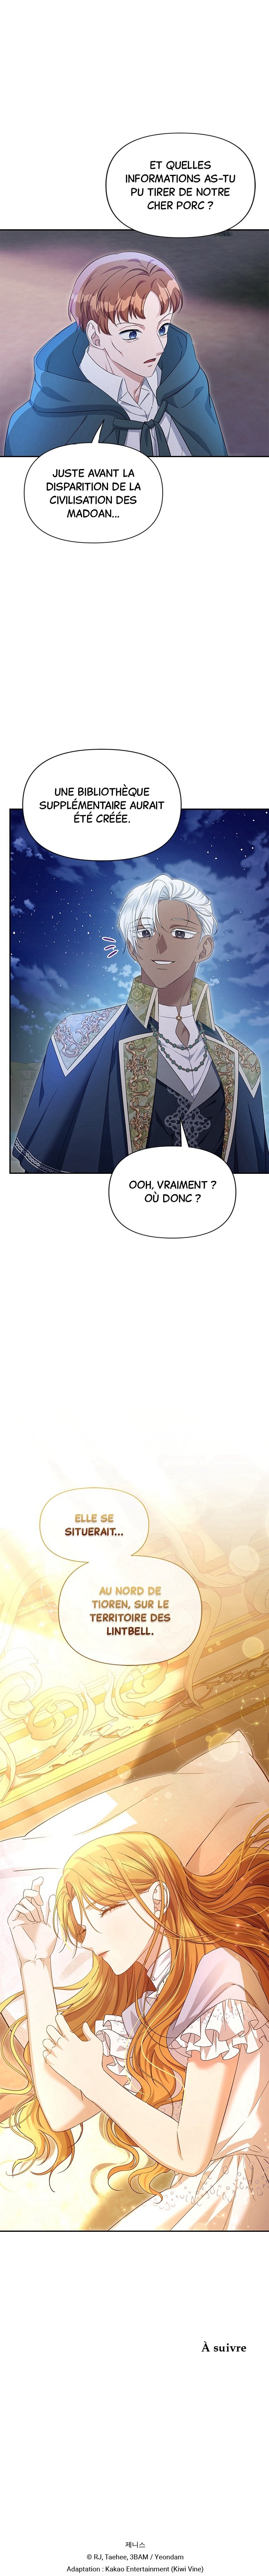 ET QUELLES
INFORMATIONS AS-TU
PU TIRER DE NOTRE
CHER PORC ?
JUSTE AVANT LA
DISPARITION DE LA
CIVILISATION DES
MADOAN...
UNE BIBLIOTHÈQUE
SUPPLÉMENTAIRE AURAIT
ÉTÉ CRÉÉE.
OOH, VRAIMENT ?
OÙ DONC ?
ELLE SE
SITUERAIT...
AU NORD DE
TIOREN, SUR LE
TERRITOIRE DES
LINTBELL.
À suivre
제니스
© RJ, Taehee, 3BAM / Yeondam
Adaptation : Kakao Entertainment (Kiwi Vine)